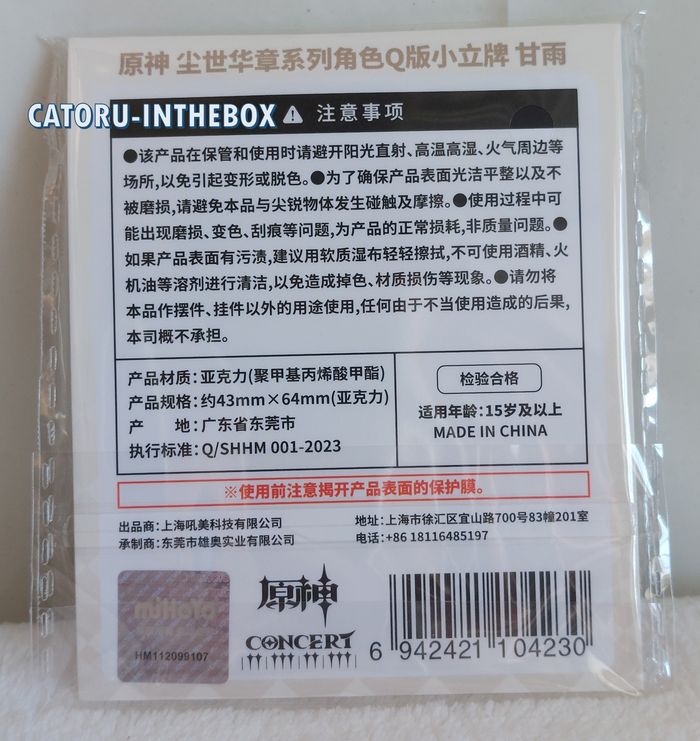 原神 尘世华章系列角色Q版小立牌 甘雨
CATORU-INTHEBOX
注意事项
●该产品在保管和使用时请避开阳光直射、高温高湿、火气周边等
场所,以免引起变形或脱色。●为了确保产品表面光洁平整以及不
被磨损,请避免本品与尖锐物体发生碰触及摩擦。●使用过程中可
能出现磨损、变色、刮痕等问题,为产品的正常损耗,非质量问题。●
如果产品表面有污渍,建议用软质湿布轻轻擦拭,不可使用酒精、火
机油等溶剂进行清洁,以免造成掉色、材质损伤等现象。●请勿将
本品作摆件、挂件以外的用途使用,任何由于不当使用造成的后果,
本司概不承担。
产品材质:亚克力(聚甲基丙烯酸甲酯)
产品规格:约43mm×64mm(亚克力)
产 地:广东省东莞市
执行标准:Q/SHHM 001-2023
检验合格
适用年龄:15岁及以上
MADE IN CHINA
※使用前注意揭开产品表面的保护膜。
出品商:上海吼美科技有限公司
承制商:东莞市雄奥实业有限公司
地址:上海市徐汇区宜山路700号83幢201室
电话:+86 18116485197
HM112099107
原神
CONCERT
6 942421 104230